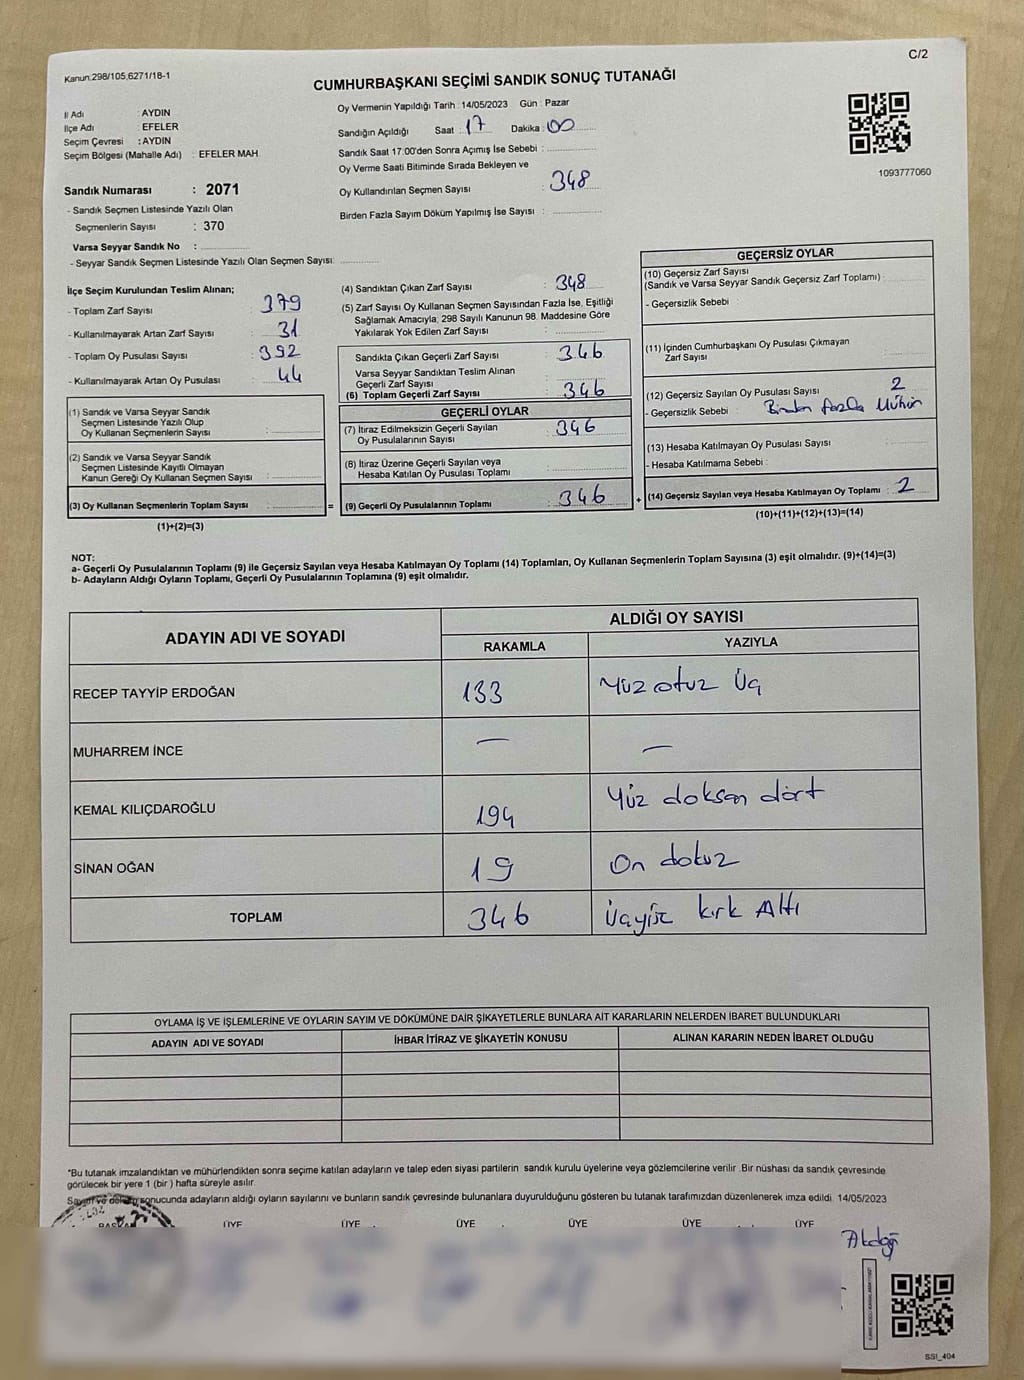 C/2
Kanun:298/105,6271/18-1
CUMHURBAŞKANI SEÇİMİ SANDIK SONUÇ TUTANAĞI
İl Adı : AYDIN
İlçe Adı : EFELER
Seçim Çevresi : AYDIN
Seçim Bölgesi (Mahalle Adı) : EFELER MAH
Oy Vermenin Yapıldığı Tarih : 14/05/2023 Gün : Pazar
Sandığın Açıldığı Saat : 17 Dakika : 00
Sandık Saat 17:00'den Sonra Açımış İse Sebebi :
Oy Verme Saati Bitiminde Sırada Bekleyen ve
Oy Kullandırılan Seçmen Sayısı : 348
Birden Fazla Sayım Döküm Yapılmış İse Sayısı :
1093777060
Sandık Numarası : 2071
- Sandık Seçmen Listesinde Yazılı Olan
Seçmenlerin Sayısı : 370
Varsa Seyyar Sandık No :
- Seyyar Sandık Seçmen Listesinde Yazılı Olan Seçmen Sayısı:
İlçe Seçim Kurulundan Teslim Alınan;
- Toplam Zarf Sayısı : 379
- Kullanılmayarak Artan Zarf Sayısı : 31
- Toplam Oy Pusulası Sayısı : 392
- Kullanılmayarak Artan Oy Pusulası : 44
(1) Sandık ve Varsa Seyyar Sandık
Seçmen Listesinde Yazılı Olup
Oy Kullanan Seçmenlerin Sayısı :
(2) Sandık ve Varsa Seyyar Sandık
Seçmen Listesinde Kayıtlı Olmayan
Kanun Gereği Oy Kullanan Seçmen Sayısı :
(3) Oy Kullanan Seçmenlerin Toplam Sayısı :
(1)+(2)=(3)
=
(4) Sandıktan Çıkan Zarf Sayısı : 348
(5) Zarf Sayısı Oy Kullanan Seçmen Sayısından Fazla İse, Eşitliği
Sağlamak Amacıyla, 298 Sayılı Kanunun 98. Maddesine Göre
Yakılarak Yok Edilen Zarf Sayısı :
Sandıkta Çıkan Geçerli Zarf Sayısı : 346
Varsa Seyyar Sandıktan Teslim Alınan
Geçerli Zarf Sayısı :
(6) Toplam Geçerli Zarf Sayısı : 346
GEÇERLİ OYLAR
(7) İtiraz Edilmeksizin Geçerli Sayılan
Oy Pusulalarının Sayısı : 346
(8) İtiraz Üzerine Geçerli Sayılan veya
Hesaba Katılan Oy Pusulası Toplamı :
(9) Geçerli Oy Pusulalarının Toplamı : 346
+
GEÇERSİZ OYLAR
(10) Geçersiz Zarf Sayısı
(Sandık ve Varsa Seyyar Sandık Geçersiz Zarf Toplamı) :
- Geçersizlik Sebebi :
(11) İçinden Cumhurbaşkanı Oy Pusulası Çıkmayan
Zarf Sayısı :
(12) Geçersiz Sayılan Oy Pusulası Sayısı : 2
- Geçersizlik Sebebi : Birden fazla Mühür
(13) Hesaba Katılmayan Oy Pusulası Sayısı :
- Hesaba Katılmama Sebebi :
(14) Geçersiz Sayılan veya Hesaba Katılmayan Oy Toplamı : 2
(10)+(11)+(12)+(13)=(14)
NOT:
a- Geçerli Oy Pusulalarının Toplamı (9) ile Geçersiz Sayılan veya Hesaba Katılmayan Oy Toplamı (14) Toplamları, Oy Kullanan Seçmenlerin Toplam Sayısına (3) eşit olmalıdır. (9)+(14)=(3)
b- Adayların Aldığı Oyların Toplamı, Geçerli Oy Pusulalarının Toplamına (9) eşit olmalıdır.
ADAYIN ADI VE SOYADI
ALDIĞI OY SAYISI
RAKAMLA YAZIYLA
RECEP TAYYİP ERDOĞAN 133 Yüz otuz Üç
MUHARREM İNCE — —
KEMAL KILIÇDAROĞLU 194 Yüz doksan dört
SİNAN OĞAN 19 On dokuz
TOPLAM 346 Üçyüz kırk Altı
OYLAMA İŞ VE İŞLEMLERİNE VE OYLARIN SAYIM VE DÖKÜMÜNE DAİR ŞİKAYETLERLE BUNLARA AİT KARARLARIN NELERDEN İBARET BULUNDUKLARI
ADAYIN ADI VE SOYADI İHBAR İTİRAZ VE ŞİKAYETİN KONUSU ALINAN KARARIN NEDEN İBARET OLDUĞU
*Bu tutanak imzalandıktan ve mühürlendikten sonra seçime katılan adayların ve talep eden siyasi partilerin sandık kurulu üyelerine veya gözlemcilerine verilir .Bir nüshası da sandık çevresinde
görülecek bir yere 1 (bir ) hafta süreyle asılır.
Sayım ve döküm sonucunda adayların aldığı oyların sayılarını ve bunların sandık çevresinde bulunanlara duyurulduğunu gösteren bu tutanak tarafımızdan düzenlenerek imza edildi. 14/05/2023
BAŞKAN ÜYE ÜYE ÜYE ÜYE ÜYE ÜYE
SSI_404